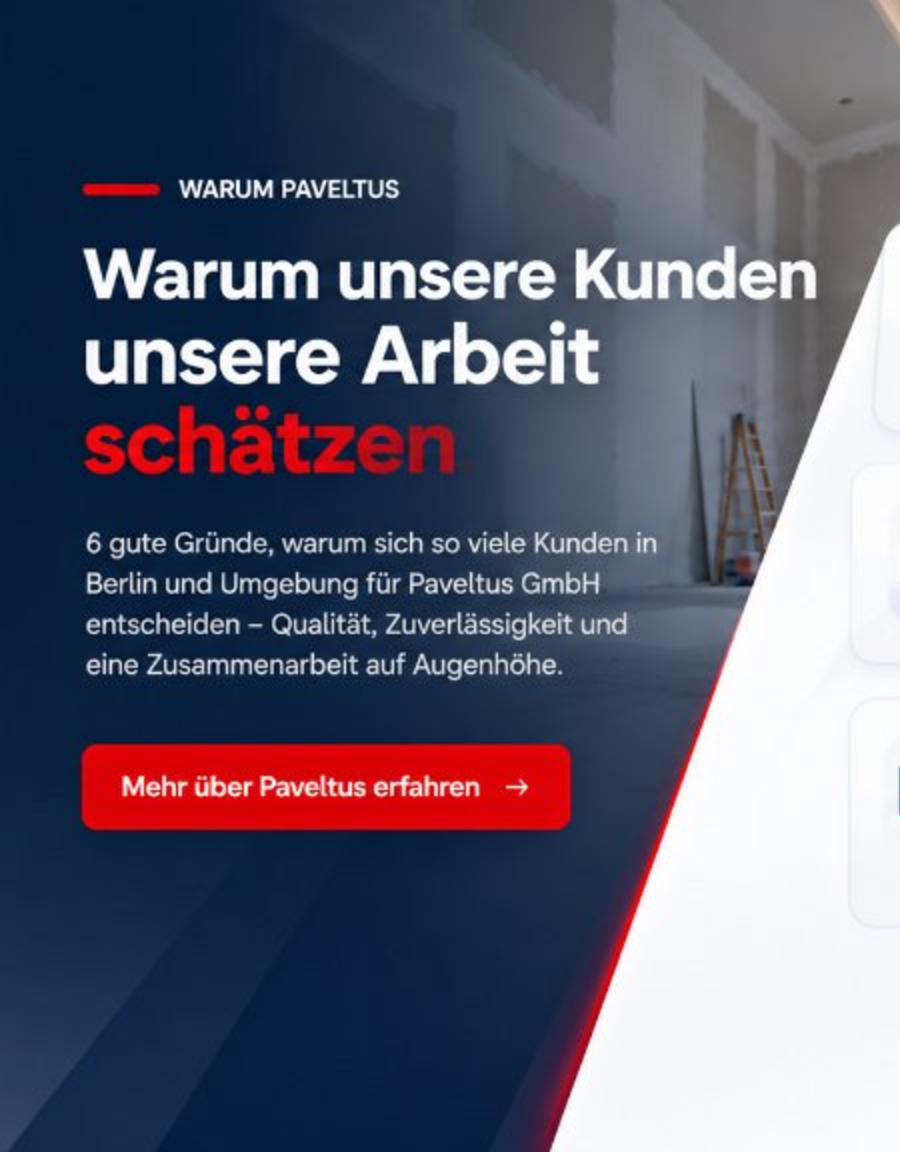 WARUM PAVELTUS
Warum unsere Kunden
unsere Arbeit
schätzen.
6 gute Gründe, warum sich so viele Kunden in
Berlin und Umgebung für Paveltus GmbH
entscheiden – Qualität, Zuverlässigkeit und
eine Zusammenarbeit auf Augenhöhe.
Mehr über Paveltus erfahren →